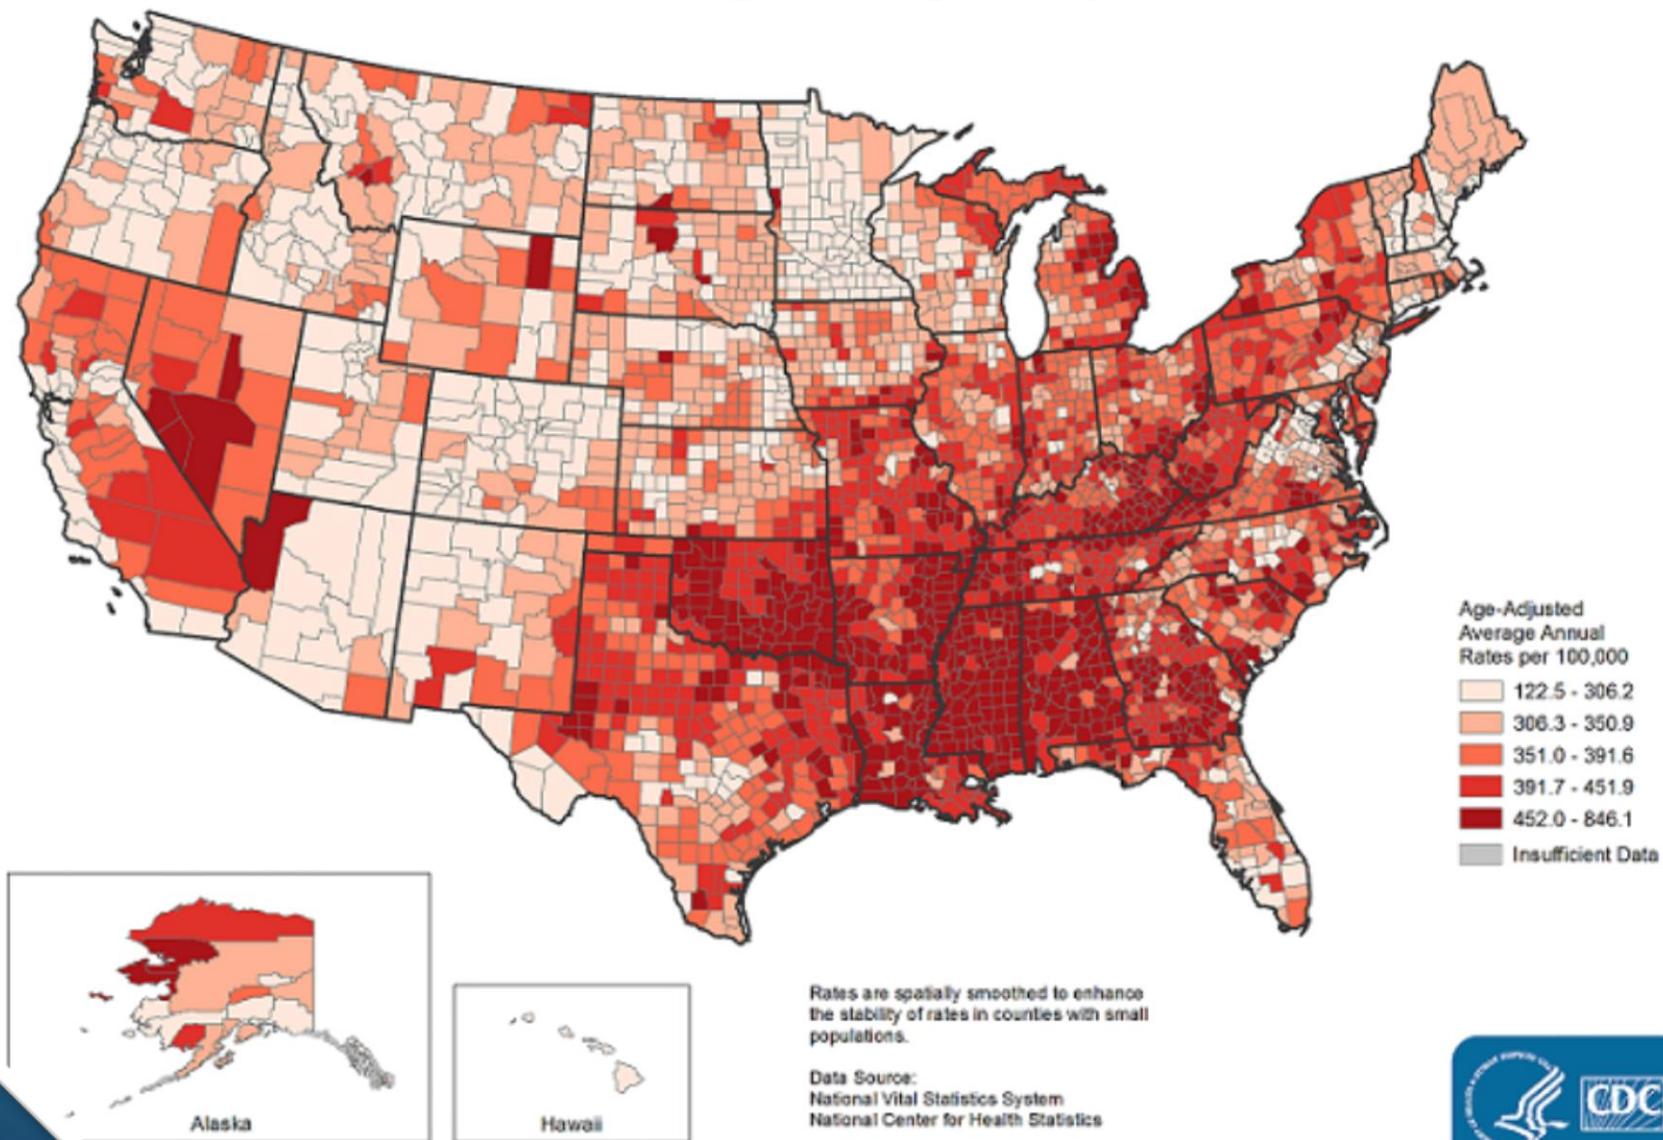 Age-Adjusted
Average Annual
Rates per 100,000
122.5 - 306.2
306.3 - 350.9
351.0 - 391.6
391.7 - 451.9
452.0 - 846.1
Insufficient Data
Alaska
Hawaii
Rates are spatially smoothed to enhance
the stability of rates in counties with small
populations.
Data Source:
National Vital Statistics System
National Center for Health Statistics
CDC